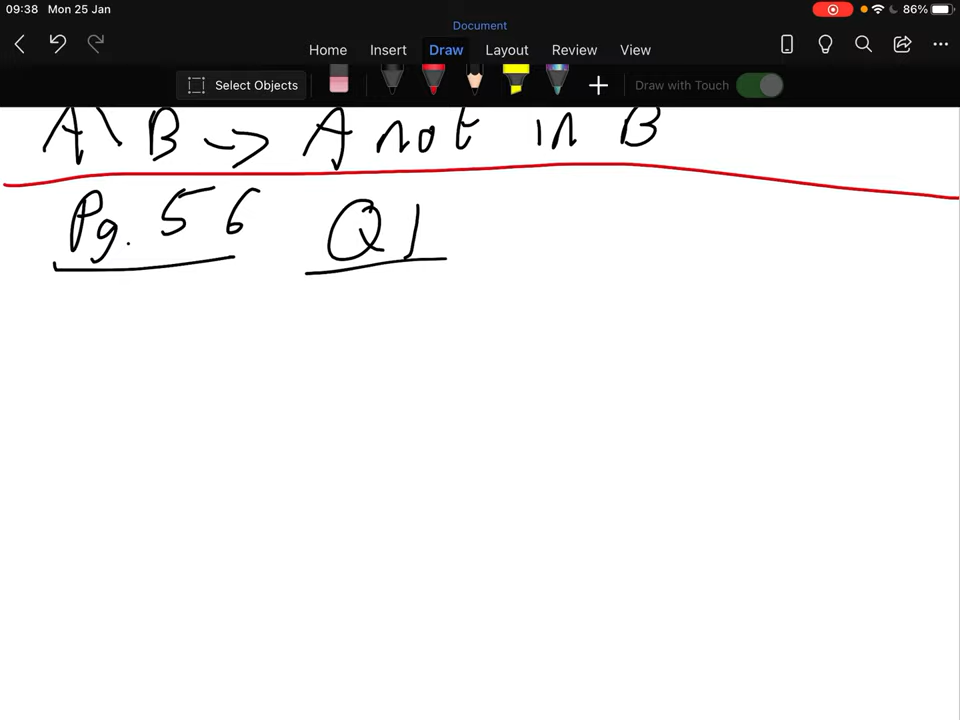 09:38 Mon 25 Jan 86%
Document
Home Insert Draw Layout Review View
Select Objects Draw with Touch
A \ B -> A not in B
Pg. 56 Q1